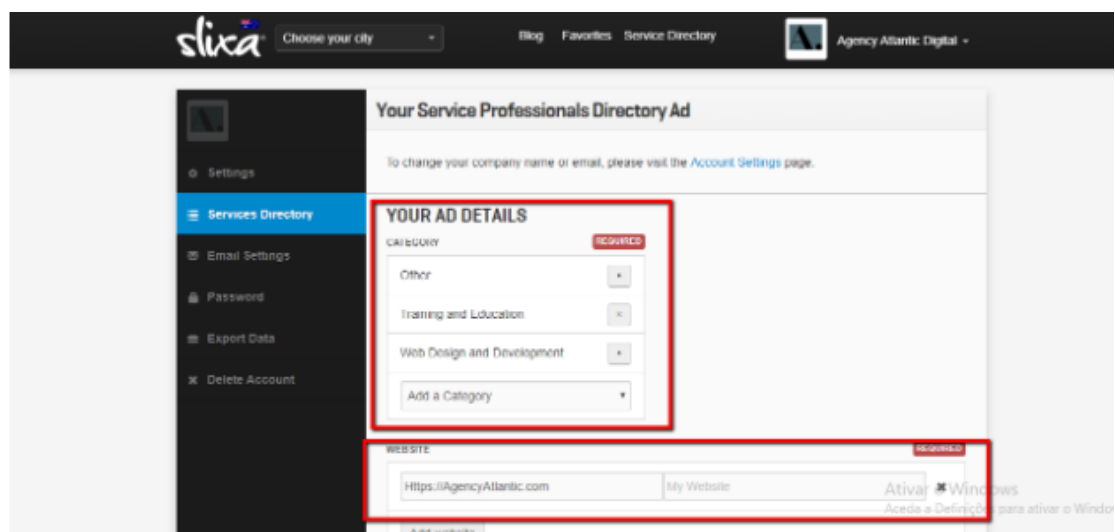 slixa Choose your city Blog Favorites Service Directory A. Agency Atlantic Digital
A.
Your Service Professionals Directory Ad
To change your company name or email, please visit the Account Settings page.
Settings
Services Directory
Email Settings
Password
Export Data
Delete Account
YOUR AD DETAILS
CATEGORY REQUIRED
Other
Training and Education
Web Design and Development
Add a Category
WEBSITE REQUIRED
Https://AgencyAtlantic.com My Website
Add website
Ativar o Windows
Aceda a Definições para ativar o Windo